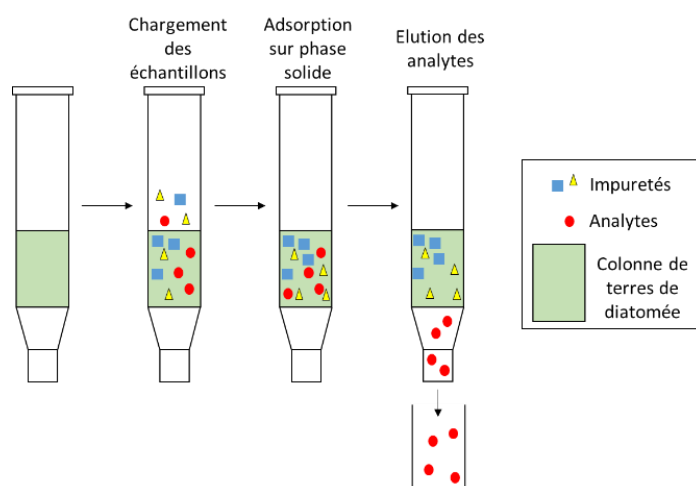 Chargement
des
échantillons
Adsorption
sur phase
solide
Elution des
analytes
Impuretés
Analytes
Colonne de
terres de
diatomée